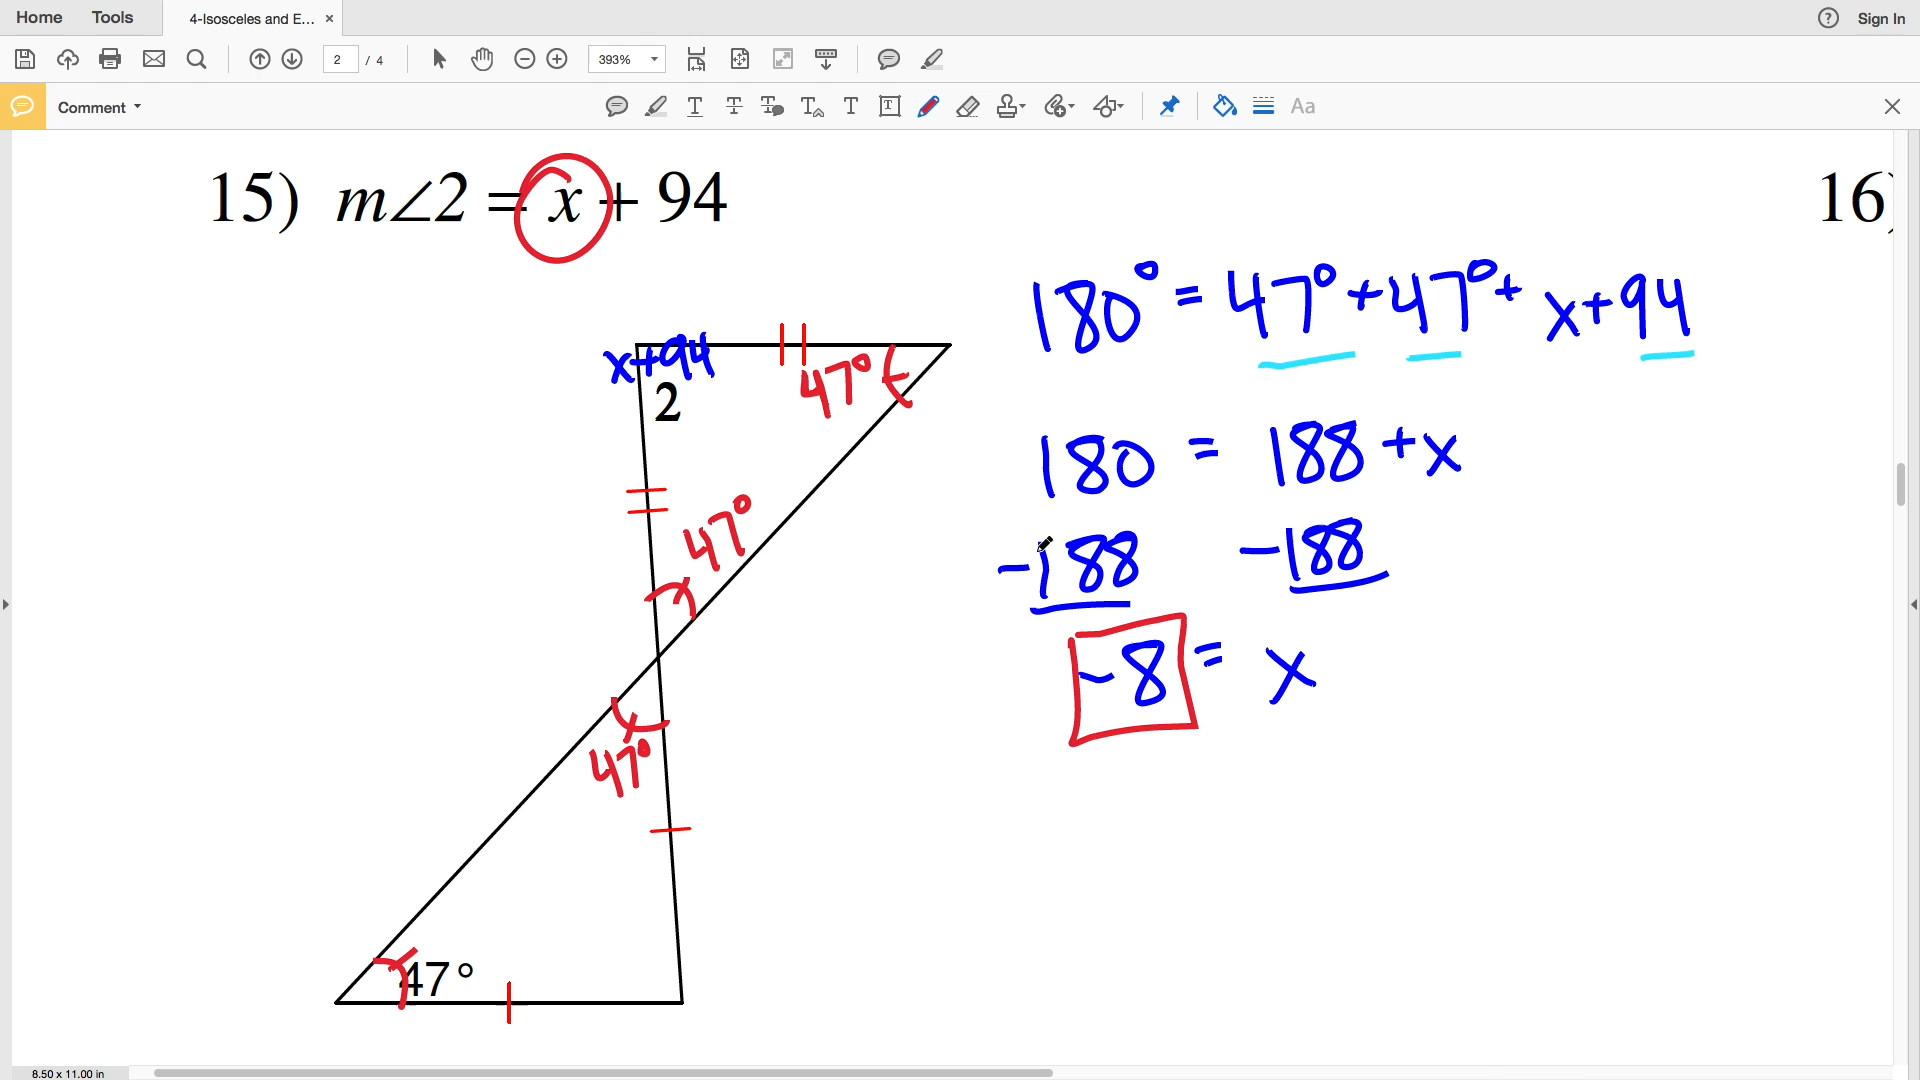 Home Tools 4-Isosceles and E... × ? Sign In
2 / 4 393%
Comment T T T T T T Aa
15) m∠2 = x + 94
16)
180° = 47° + 47° + x + 94
x+94
47°
2
180 = 188 + x
47°
-188 -188
-8 = x
47°
47°
8.50 x 11.00 in